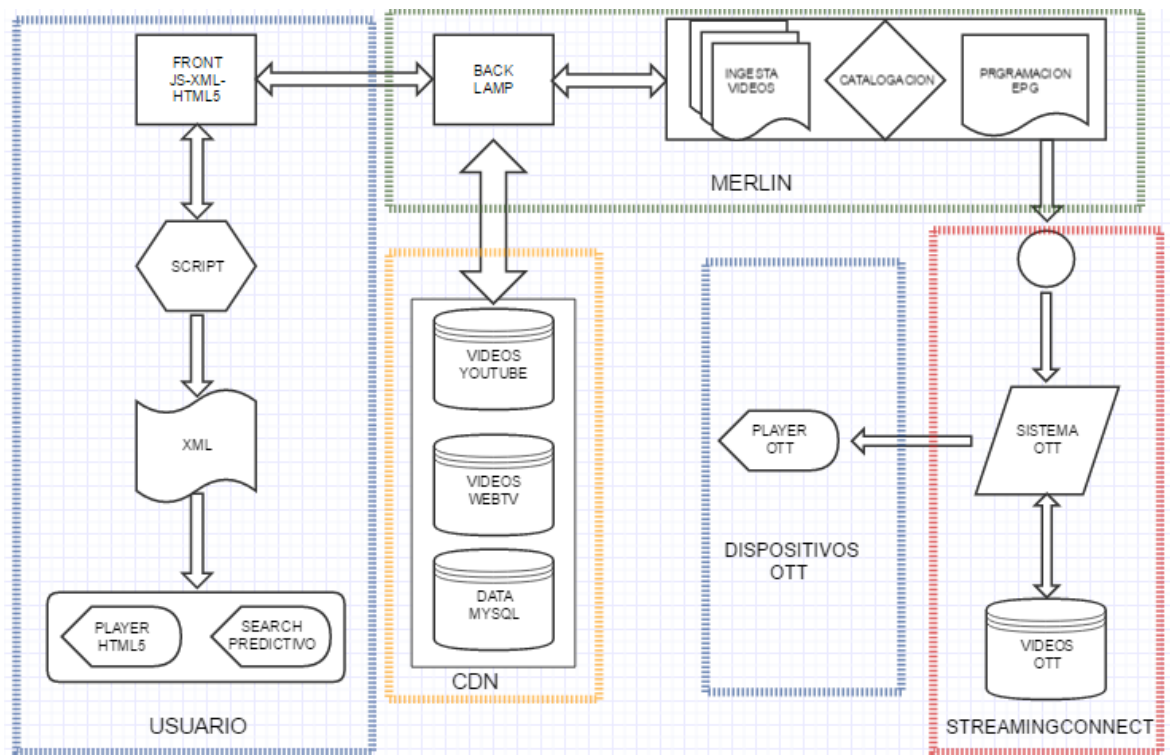 FRONT
JS-XML-
HTML5
BACK
LAMP
INGESTA
VIDEOS
CATALOGACION
PRGRAMACION
EPG
MERLIN
SCRIPT
XML
PLAYER
HTML5
SEARCH
PREDICTIVO
USUARIO
VIDEOS
YOUTUBE
VIDEOS
WEBTV
DATA
MYSQL
CDN
PLAYER
OTT
DISPOSITIVOS
OTT
SISTEMA
OTT
VIDEOS
OTT
STREAMINGCONNECT